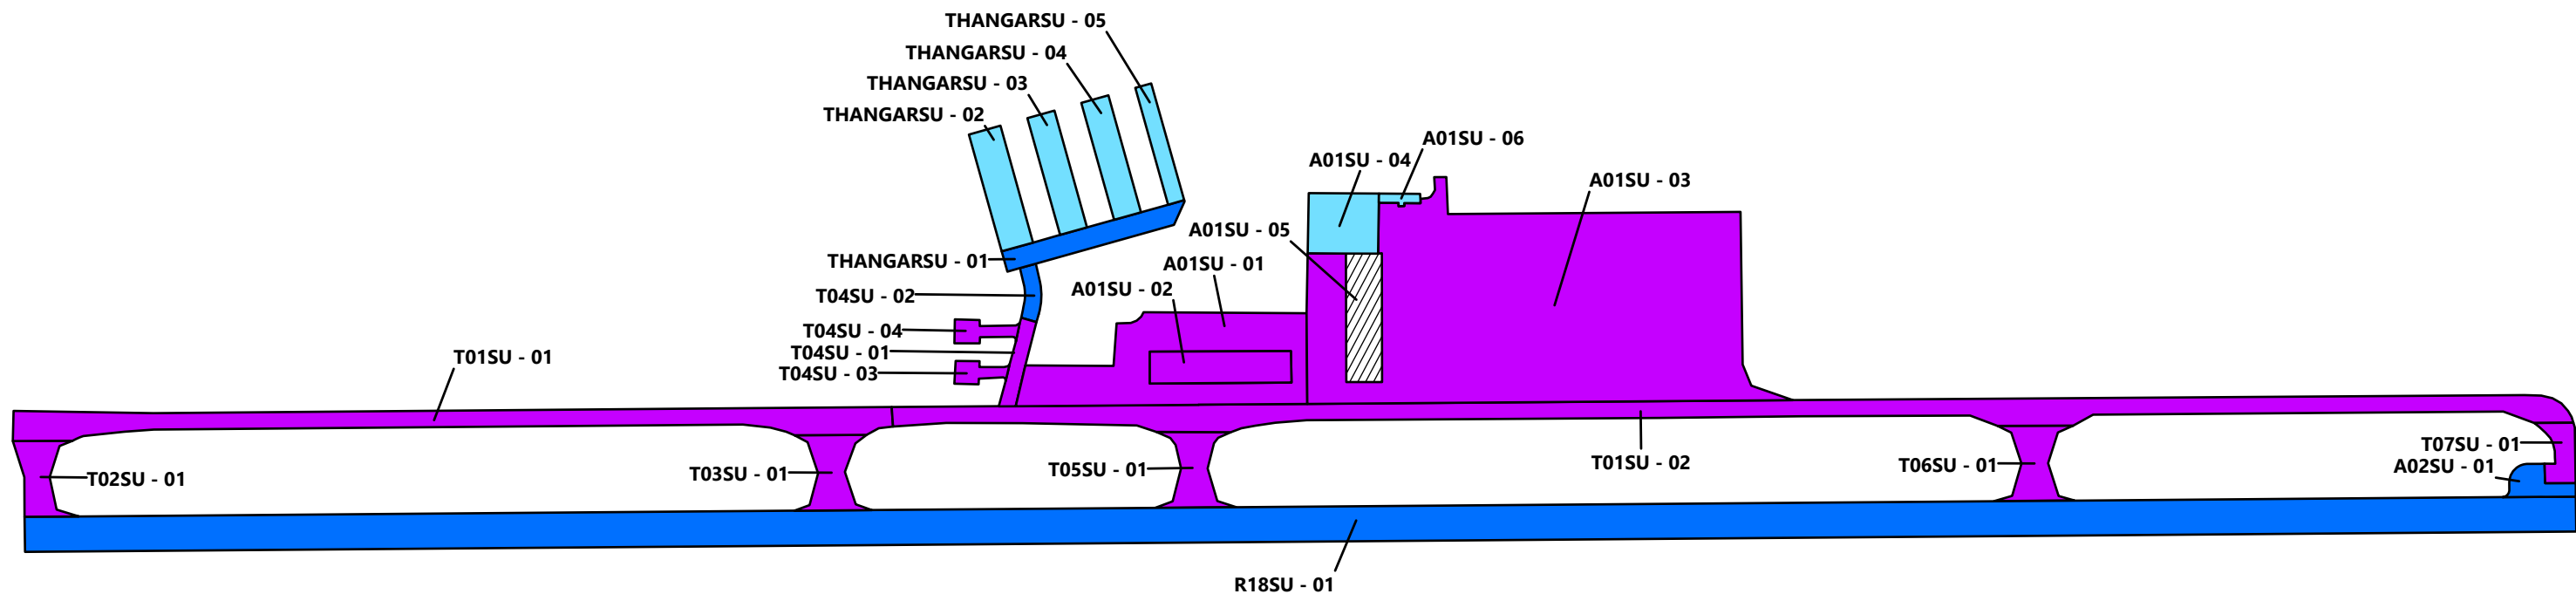 THANGARSU - 05
THANGARSU - 04
THANGARSU - 03
THANGARSU - 02
A01SU - 06
A01SU - 04
A01SU - 03
A01SU - 05
THANGARSU - 01
A01SU - 01
A01SU - 02
T04SU - 02
T04SU - 04
T04SU - 01
T01SU - 01
T04SU - 03
T07SU - 01
T01SU - 02
T06SU - 01
A02SU - 01
T05SU - 01
T03SU - 01
T02SU - 01
R18SU - 01